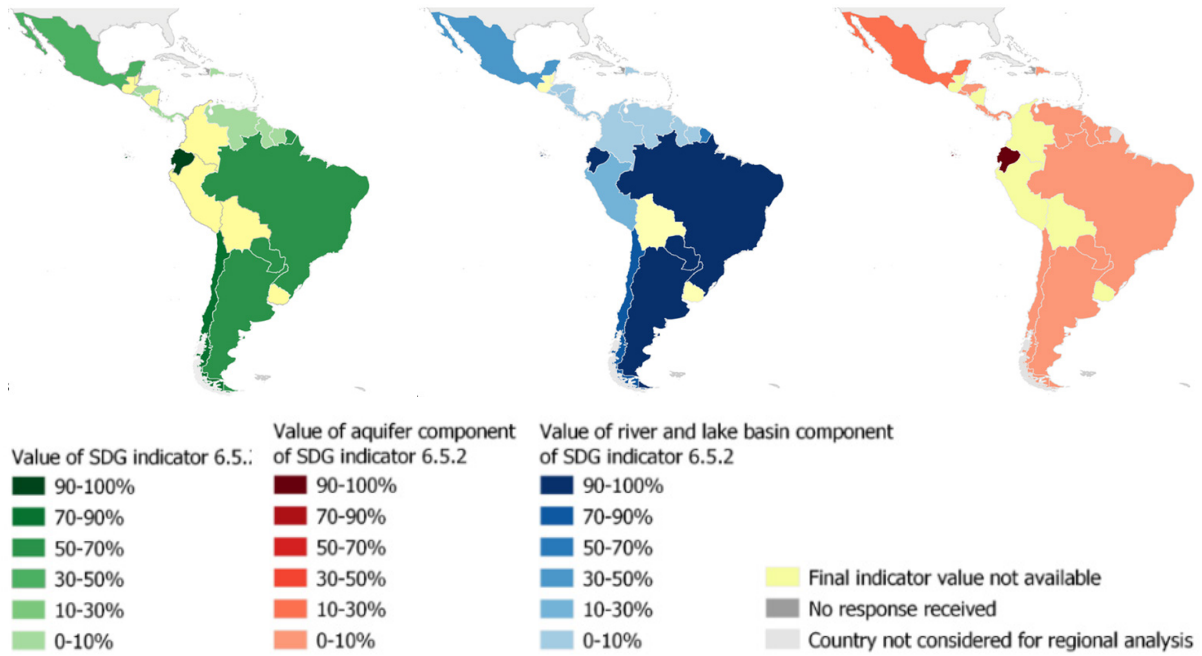 Value of SDG indicator 6.5.
90-100%
70-90%
50-70%
30-50%
10-30%
0-10%
Value of aquifer component
of SDG indicator 6.5.2
90-100%
70-90%
50-70%
30-50%
10-30%
0-10%
Value of river and lake basin component
of SDG indicator 6.5.2
90-100%
70-90%
50-70%
30-50%
10-30%
0-10%
Final indicator value not available
No response received
Country not considered for regional analysis